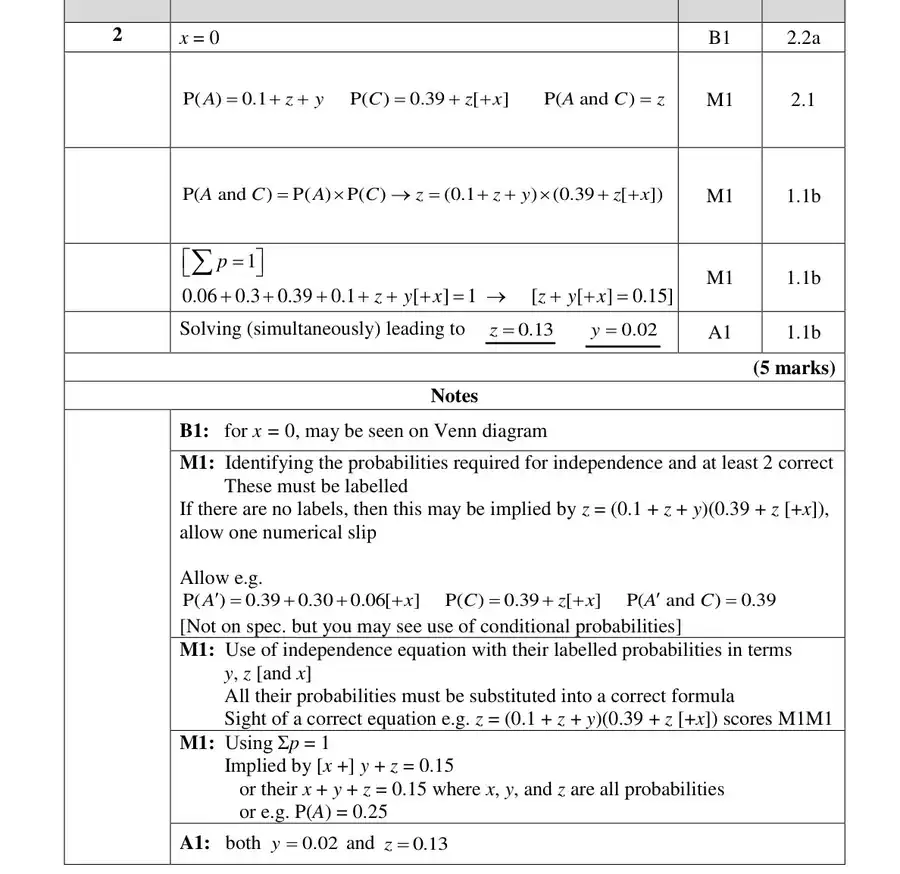 2 x = 0 B1 2.2a
P(A) = 0.1 + z + y P(C) = 0.39 + z[+x] P(A and C) = z M1 2.1
P(A and C) = P(A) × P(C) → z = (0.1 + z + y) × (0.39 + z[+x]) M1 1.1b
[∑p = 1]
0.06 + 0.3 + 0.39 + 0.1 + z + y[+x] = 1 → [z + y[+x] = 0.15] M1 1.1b
Solving (simultaneously) leading to z = 0.13 y = 0.02 A1 1.1b
(5 marks)
Notes
B1: for x = 0, may be seen on Venn diagram
M1: Identifying the probabilities required for independence and at least 2 correct
These must be labelled
If there are no labels, then this may be implied by z = (0.1 + z + y)(0.39 + z [+x]),
allow one numerical slip
Allow e.g.
P(A′) = 0.39 + 0.30 + 0.06[+x] P(C) = 0.39 + z[+x] P(A′ and C) = 0.39
[Not on spec. but you may see use of conditional probabilities]
M1: Use of independence equation with their labelled probabilities in terms
y, z [and x]
All their probabilities must be substituted into a correct formula
Sight of a correct equation e.g. z = (0.1 + z + y)(0.39 + z [+x]) scores M1M1
M1: Using Σp = 1
Implied by [x +] y + z = 0.15
or their x + y + z = 0.15 where x, y, and z are all probabilities
or e.g. P(A) = 0.25
A1: both y = 0.02 and z = 0.13